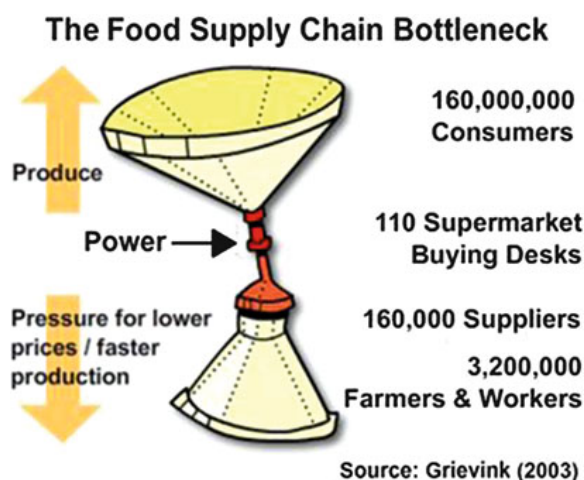 The Food Supply Chain Bottleneck
160,000,000
Consumers
Produce
110 Supermarket
Buying Desks
Power
Pressure for lower
prices / faster
production
160,000 Suppliers
3,200,000
Farmers & Workers
Source: Grievink (2003)